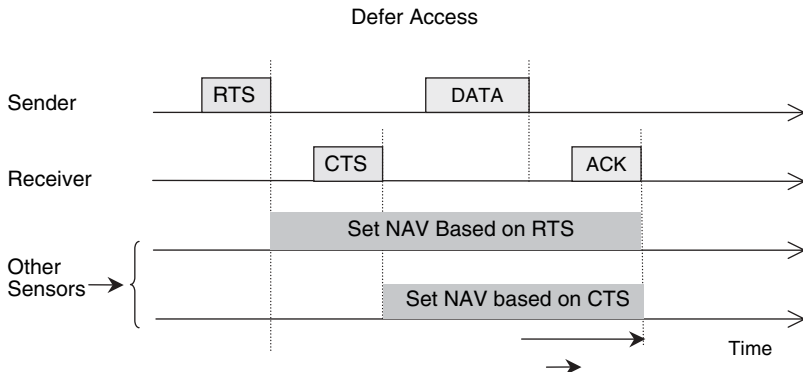 Defer Access
Sender
RTS
DATA
Receiver
CTS
ACK
Set NAV Based on RTS
Other
Sensors
Set NAV based on CTS
Time